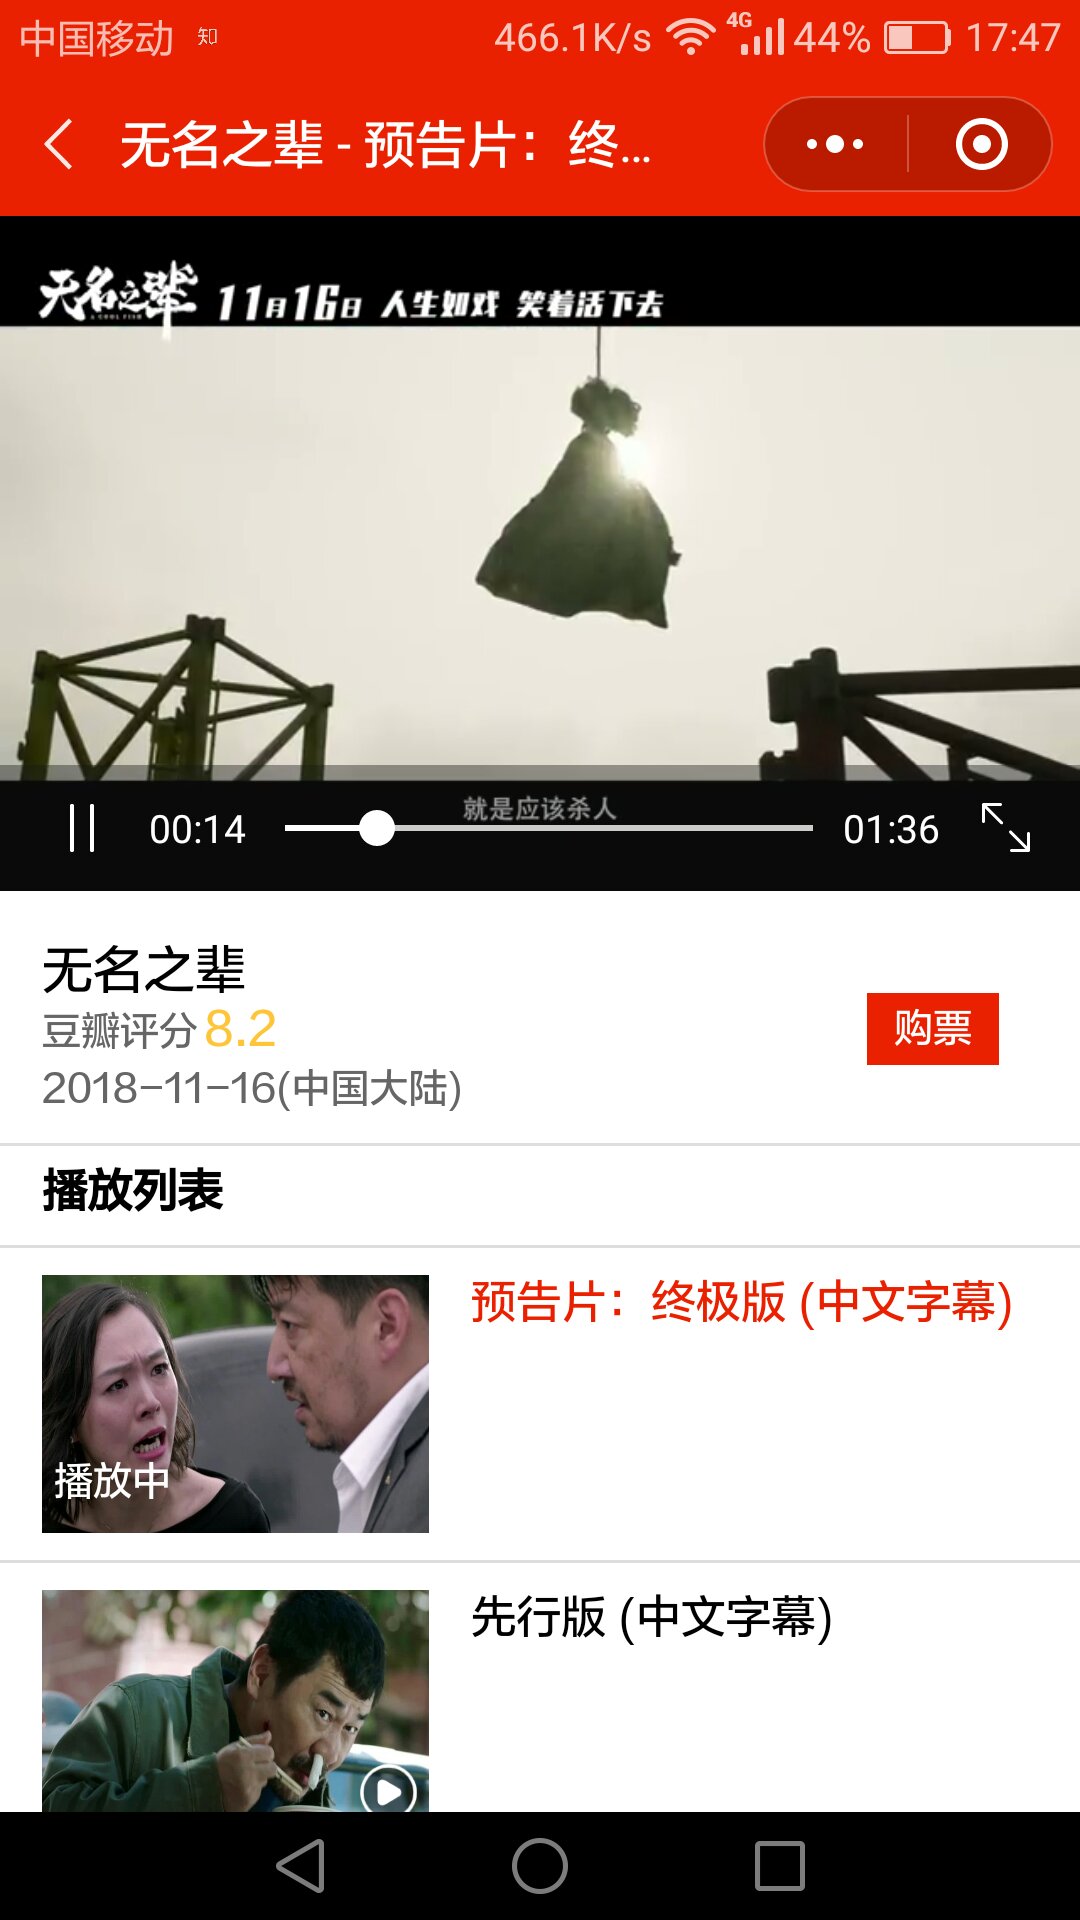 中国移动 知 466.1K/s 4G 44% 17:47
无名之辈 - 预告片：终...
无名之辈 11月16日 人生如戏 笑着活下去
A COOL FISH
就是应该杀人
00:14 01:36
无名之辈
豆瓣评分 8.2
购票
2018-11-16(中国大陆)
播放列表
预告片：终极版 (中文字幕)
播放中
先行版 (中文字幕)